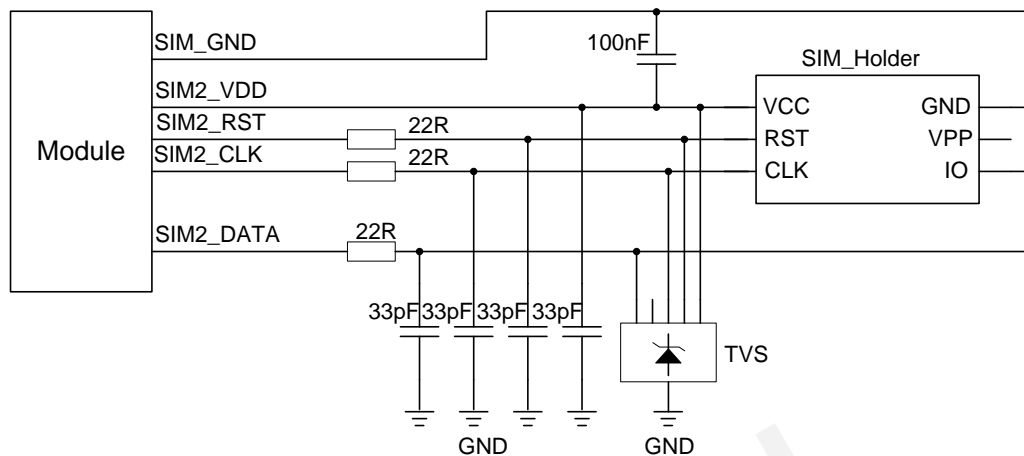 SIM_GND
100nF
SIM_Holder
SIM2_VDD
VCC
GND
SIM2_RST
22R
RST
VPP
Module
SIM2_CLK
22R
CLK
IO
SIM2_DATA
22R
33pF 33pF 33pF 33pF
TVS
GND
GND